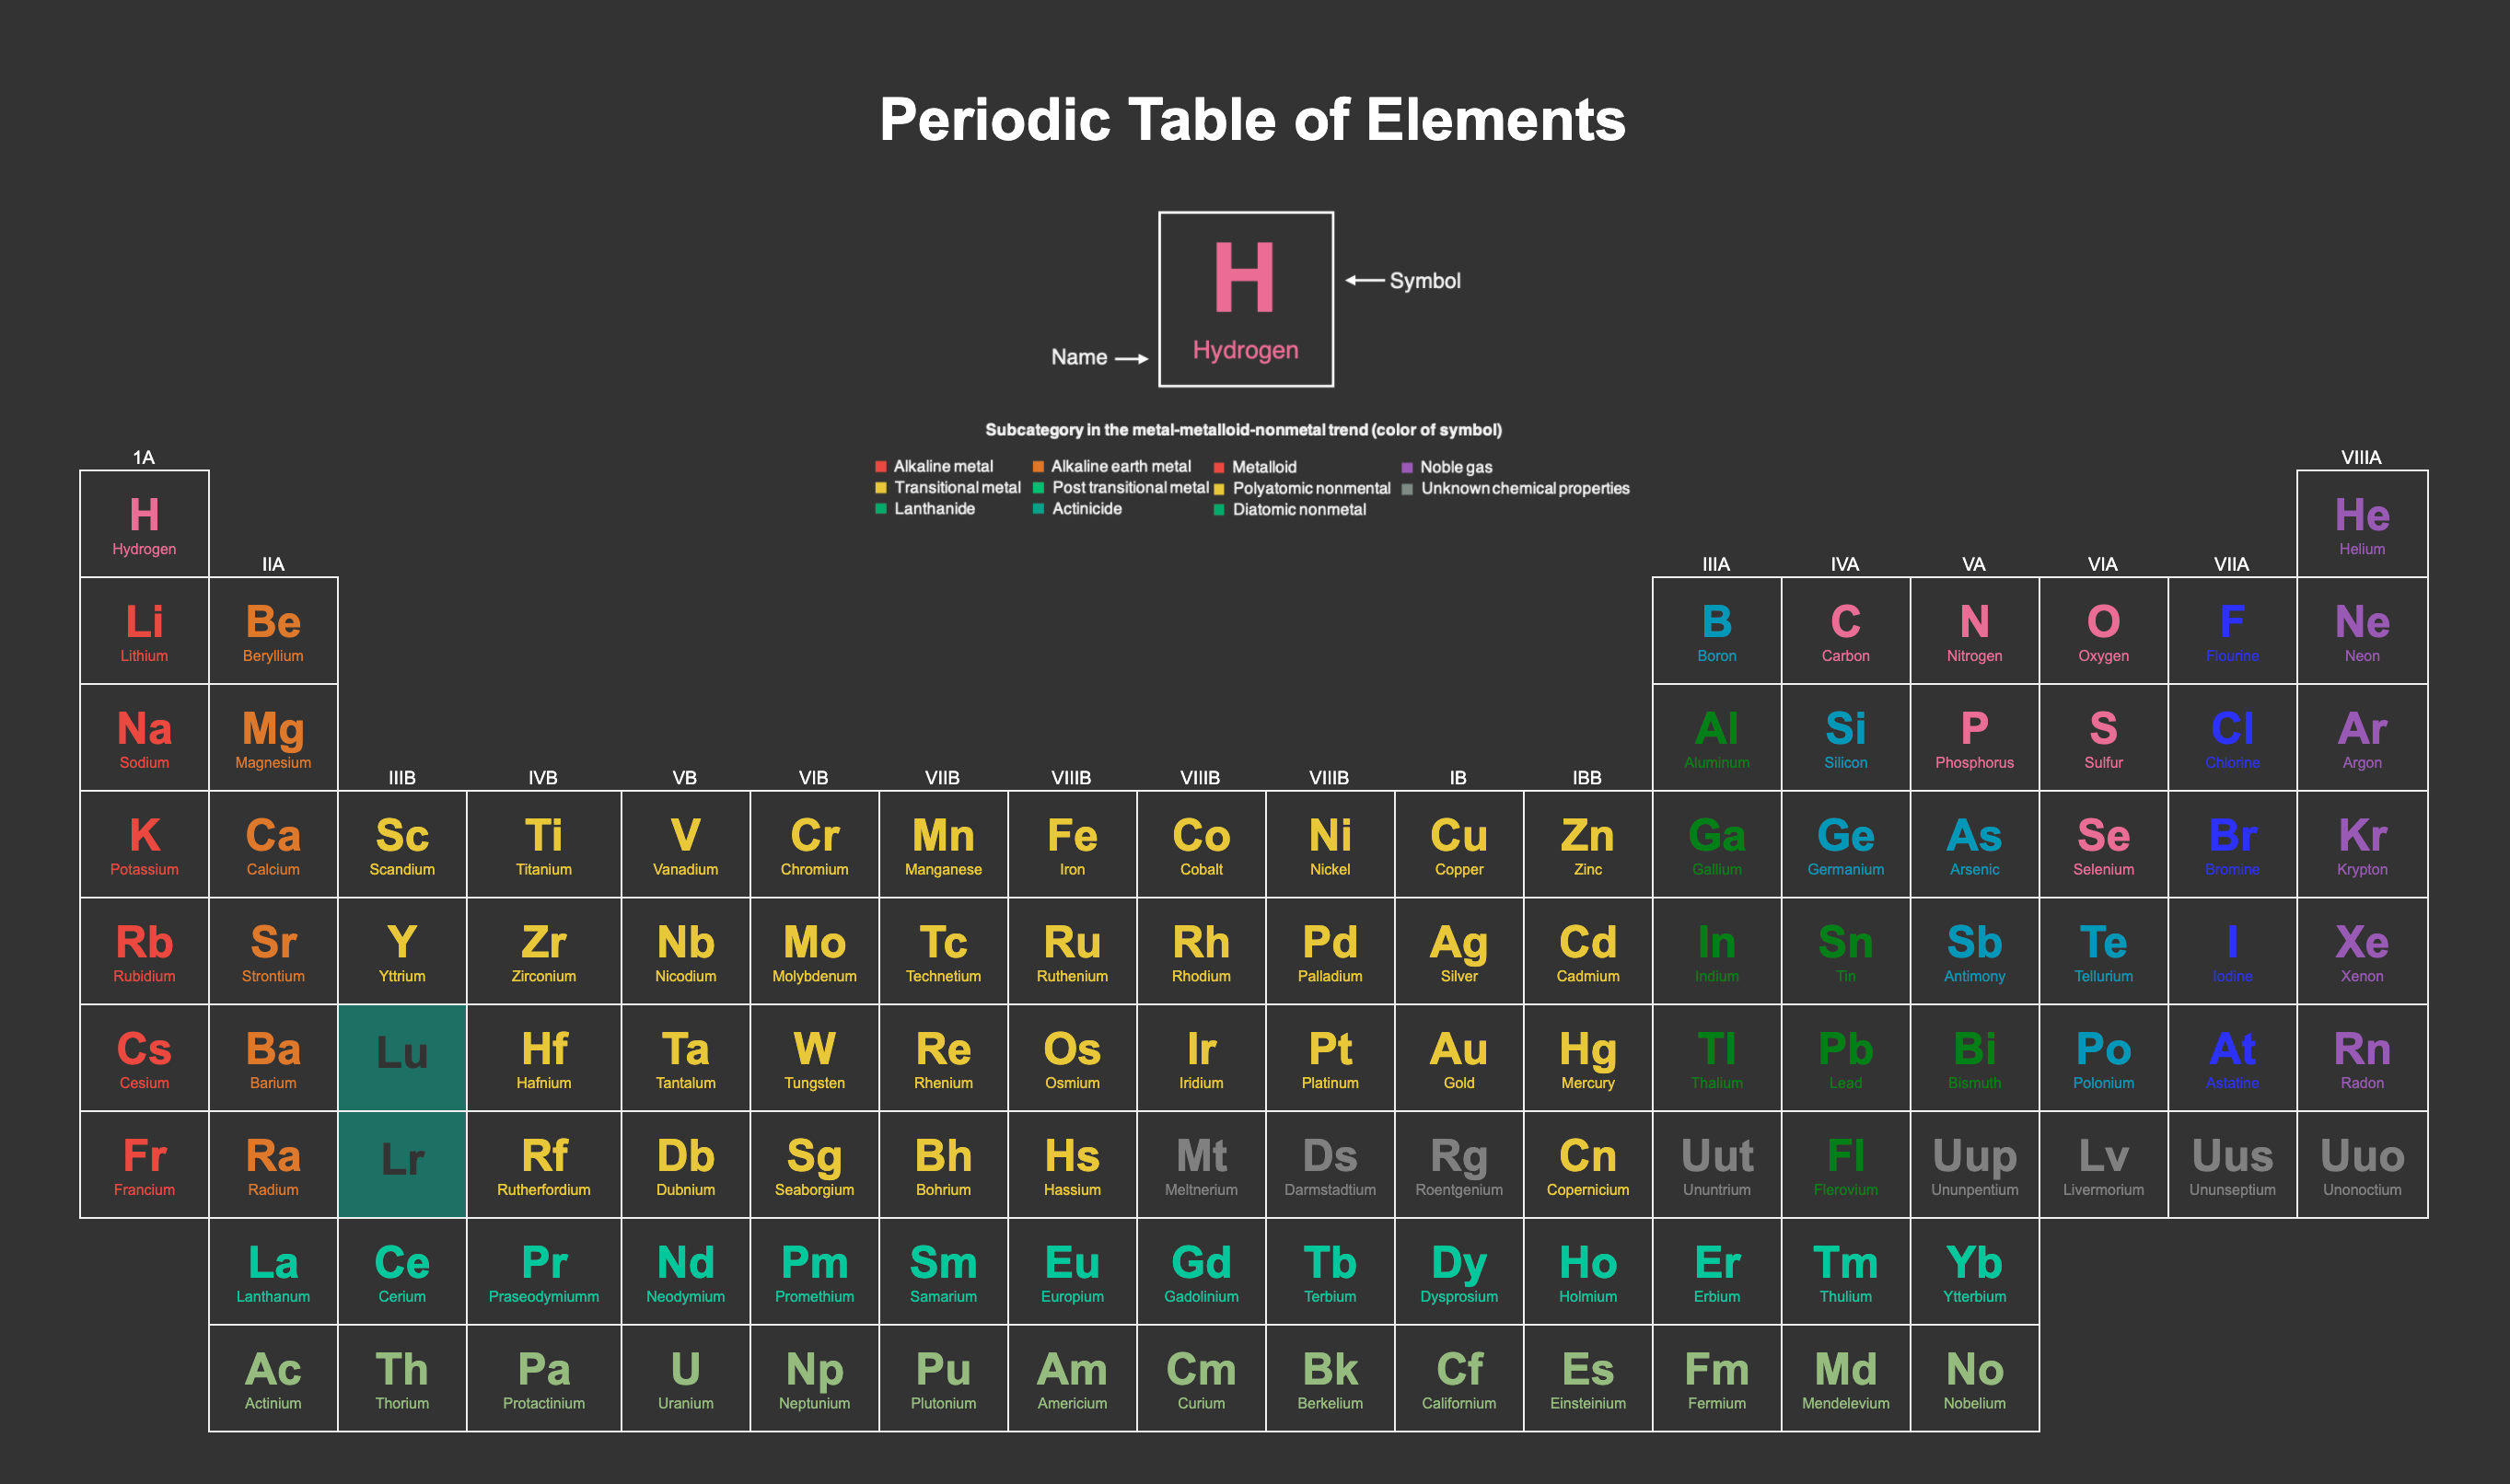 Periodic Table of Elements
H
Symbol
Name
Hydrogen
Subcategory in the metal-metalloid-nonmetal trend (color of symbol)
Alkaline metal Alkaline earth metal Metalloid Noble gas
Transitional metal Post transitional metal Polyatomic nonmental Unknown chemical properties
Lanthanide Actinicide Diatomic nonmetal
1A VIIIA
H He
Hydrogen Helium
IIA IIIA IVA VA VIA VIIA
Li Be B C N O F Ne
Lithium Beryllium Boron Carbon Nitrogen Oxygen Flourine Neon
Na Mg Al Si P S Cl Ar
Sodium Magnesium Aluminum Silicon Phosphorus Sulfur Chlorine Argon
IIIB IVB VB VIB VIIB VIIIB VIIIB VIIIB IB IBB
K Ca Sc Ti V Cr Mn Fe Co Ni Cu Zn Ga Ge As Se Br Kr
Potassium Calcium Scandium Titanium Vanadium Chromium Manganese Iron Cobalt Nickel Copper Zinc Gallium Germanium Arsenic Selenium Bromine Krypton
Rb Sr Y Zr Nb Mo Tc Ru Rh Pd Ag Cd In Sn Sb Te I Xe
Rubidium Strontium Yttrium Zirconium Nicodium Molybdenum Technetium Ruthenium Rhodium Palladium Silver Cadmium Indium Tin Antimony Tellurium Iodine Xenon
Cs Ba Lu Hf Ta W Re Os Ir Pt Au Hg Tl Pb Bi Po At Rn
Cesium Barium Hafnium Tantalum Tungsten Rhenium Osmium Iridium Platinum Gold Mercury Thalium Lead Bismuth Polonium Astatine Radon
Fr Ra Lr Rf Db Sg Bh Hs Mt Ds Rg Cn Uut Fl Uup Lv Uus Uuo
Francium Radium Rutherfordium Dubnium Seaborgium Bohrium Hassium Meltnerium Darmstadtium Roentgenium Copernicium Ununtrium Flerovium Ununpentium Livermorium Ununseptium Unonoctium
La Ce Pr Nd Pm Sm Eu Gd Tb Dy Ho Er Tm Yb
Lanthanum Cerium Praseodymiumm Neodymium Promethium Samarium Europium Gadolinium Terbium Dysprosium Holmium Erbium Thulium Ytterbium
Ac Th Pa U Np Pu Am Cm Bk Cf Es Fm Md No
Actinium Thorium Protactinium Uranium Neptunium Plutonium Americium Curium Berkelium Californium Einsteinium Fermium Mendelevium Nobelium